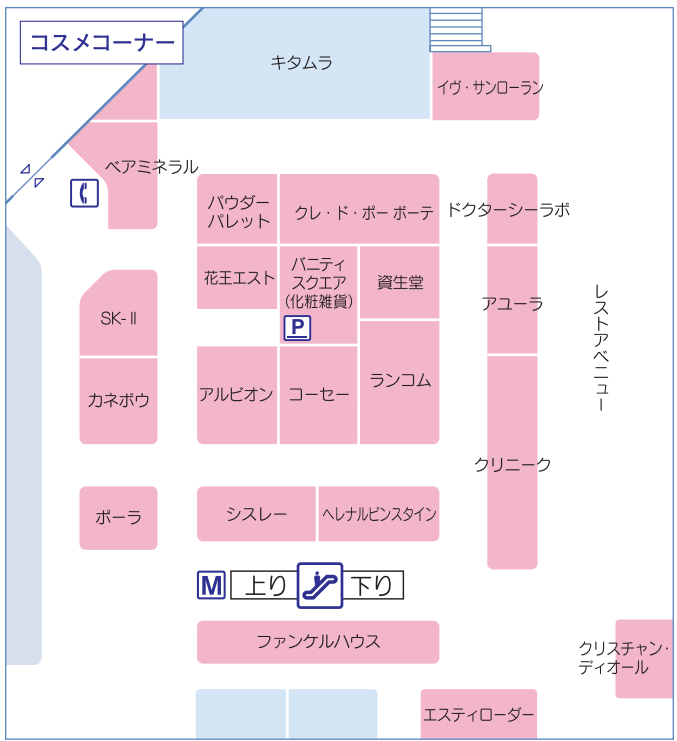 コスメコーナー
キタムラ
イヴ・サンローラン
ベアミネラル
パウダー
パレット
クレ・ド・ポー ボーテ
ドクターシーラボ
花王エスト
バニティ
スクエア
(化粧雑貨)
P
資生堂
アユーラ
レストアベニュー
SK-II
カネボウ
アルビオン
コーセー
ランコム
クリニーク
ポーラ
シスレー
ヘレナルビンスタイン
M
上り
下り
ファンケルハウス
クリスチャン・
ディオール
エスティローダー